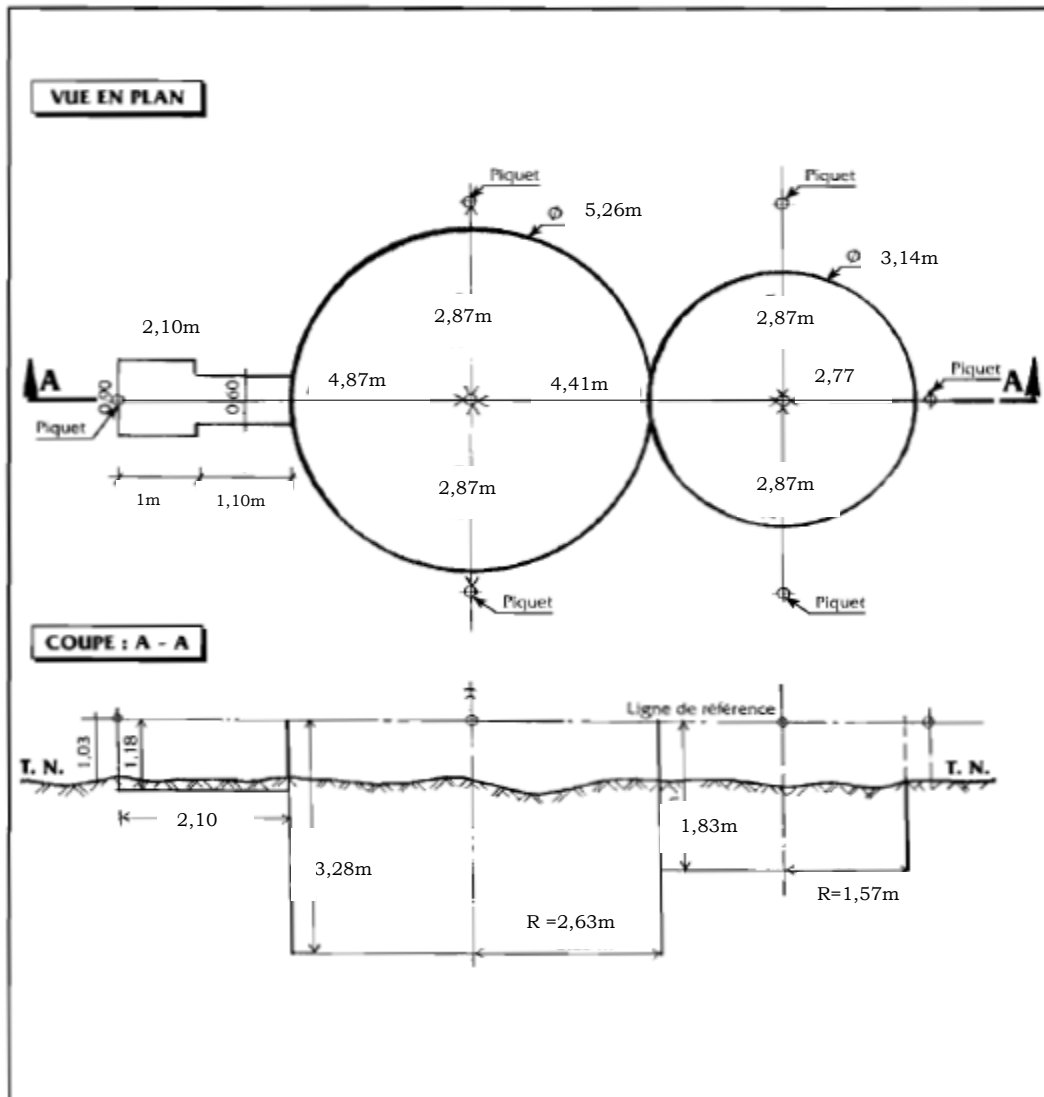 VUE EN PLAN
Piquet
Piquet
Ø 5,26m
Ø 3,14m
2,87m
2,87m
2,10m
A
0,90
0,60
4,87m
4,41m
2,77
Piquet
A
Piquet
2,87m
2,87m
1m
1,10m
Piquet
Piquet
COUPE : A - A
Ligne de référence
1,03
1,18
T. N.
T. N.
2,10
1,83m
3,28m
R=1,57m
R =2,63m